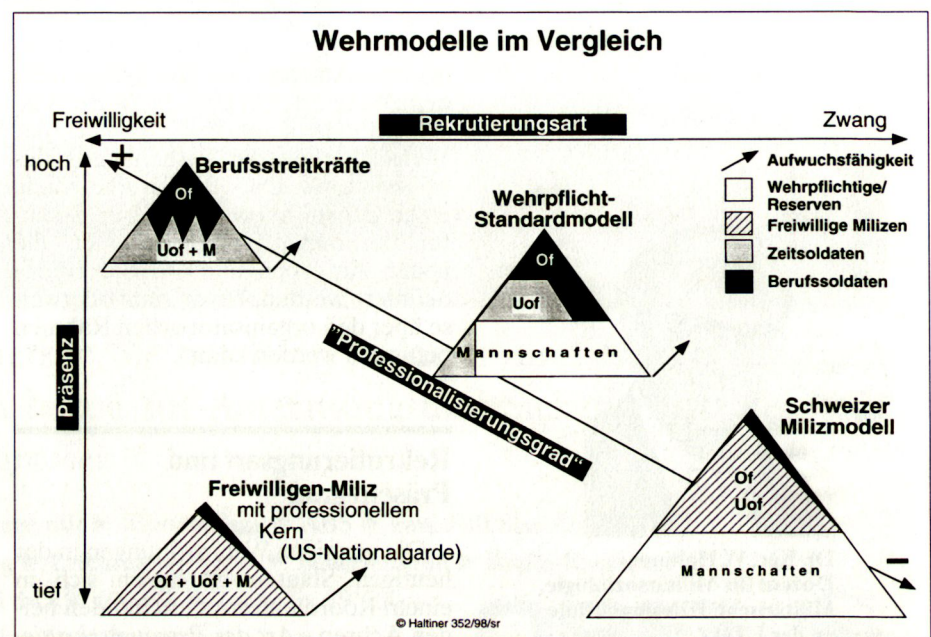 Wehrmodelle im Vergleich
Freiwilligkeit
Rekrutierungsart
Zwang
hoch
+
Berufsstreitkräfte
Of
Uof + M
Wehrpflicht-
Standardmodell
Of
Uof
Mannschaften
Aufwuchsfähigkeit
Wehrpflichtige/
Reserven
Freiwillige Milizen
Zeitsoldaten
Berufssoldaten
Präsenz
"Professionalisierungsgrad"
Schweizer
Milizmodell
Of
Uof
Mannschaften
–
Freiwilligen-Miliz
mit professionellem
Kern
(US-Nationalgarde)
Of + Uof + M
tief
© Haltiner 352/98/sr